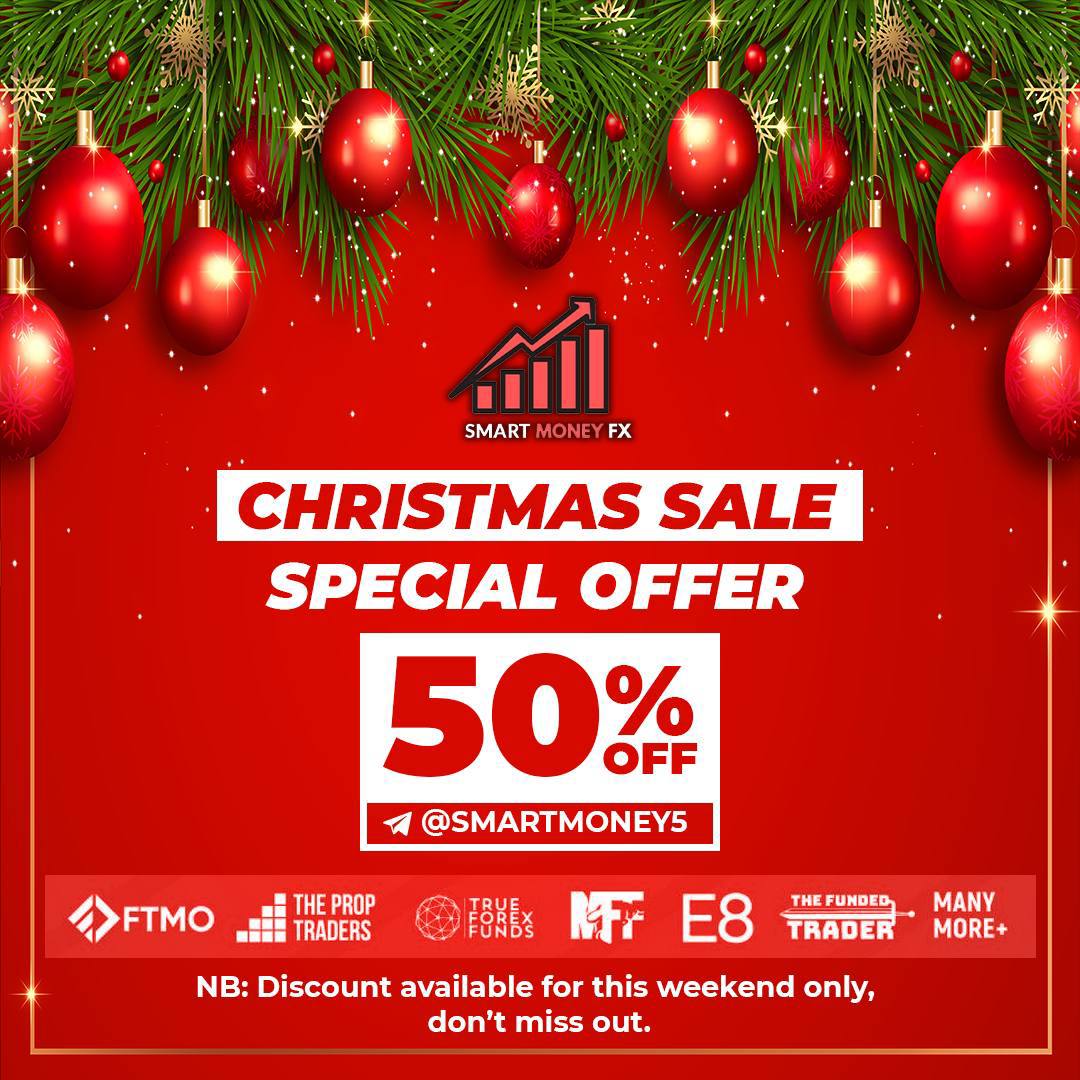 SMART MONEY FX
CHRISTMAS SALE
SPECIAL OFFER
50%
OFF
@SMARTMONEY5
FTMO
THE PROP
TRADERS
TRUE
FOREX
FUNDS
MFF
E8
THE FUNDED
TRADER
MANY
MORE+
NB: Discount available for this weekend only,
don't miss out.